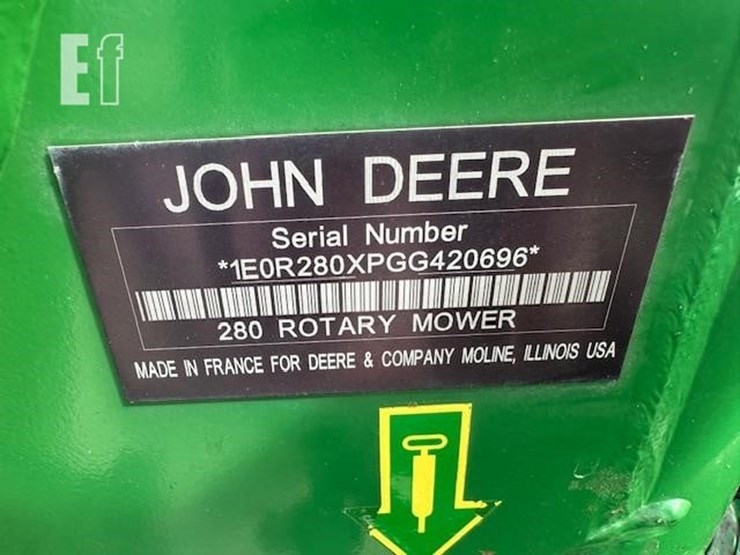 Ef
JOHN DEERE
Serial Number
*1E0R280XPGG420696*
280 ROTARY MOWER
MADE IN FRANCE FOR DEERE & COMPANY MOLINE, ILLINOIS USA